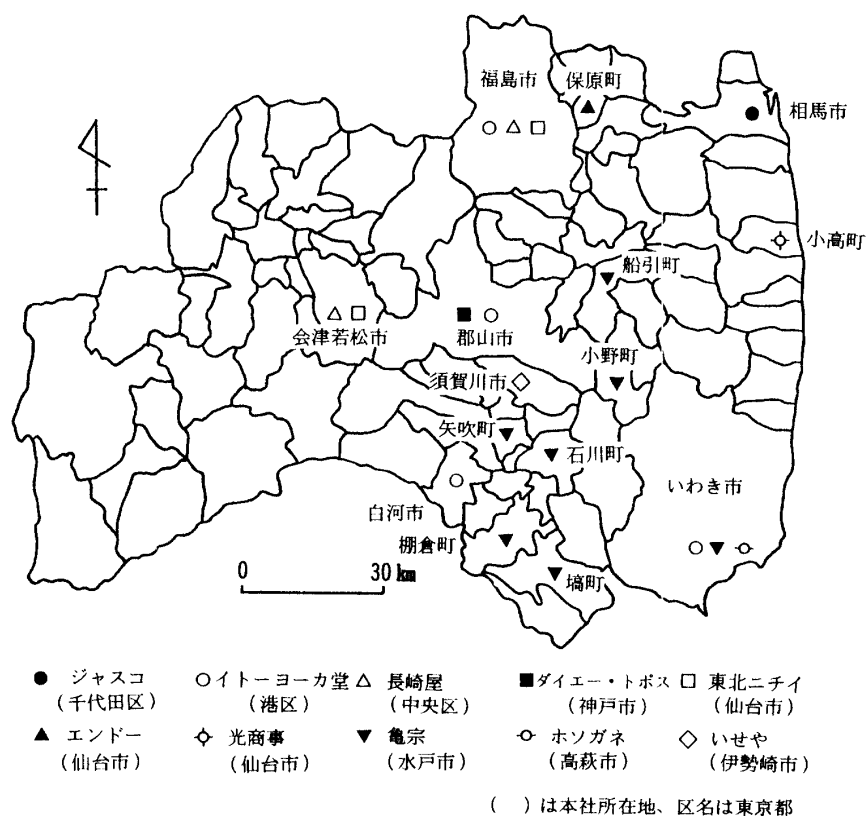 福島市 保原町
相馬市
小高町
船引町
会津若松市 郡山市
小野町
須賀川市
矢吹町
石川町
いわき市
白河市
棚倉町
塙町
0 30 km
ジャスコ イトーヨーカ堂 長崎屋 ダイエー・トポス 東北ニチイ
(千代田区) (港区) (中央区) (神戸市) (仙台市)
エンドー 光商事 亀宗 ホソガネ いせや
(仙台市) (仙台市) (水戸市) (高萩市) (伊勢崎市)
( )は本社所在地、区名は東京都